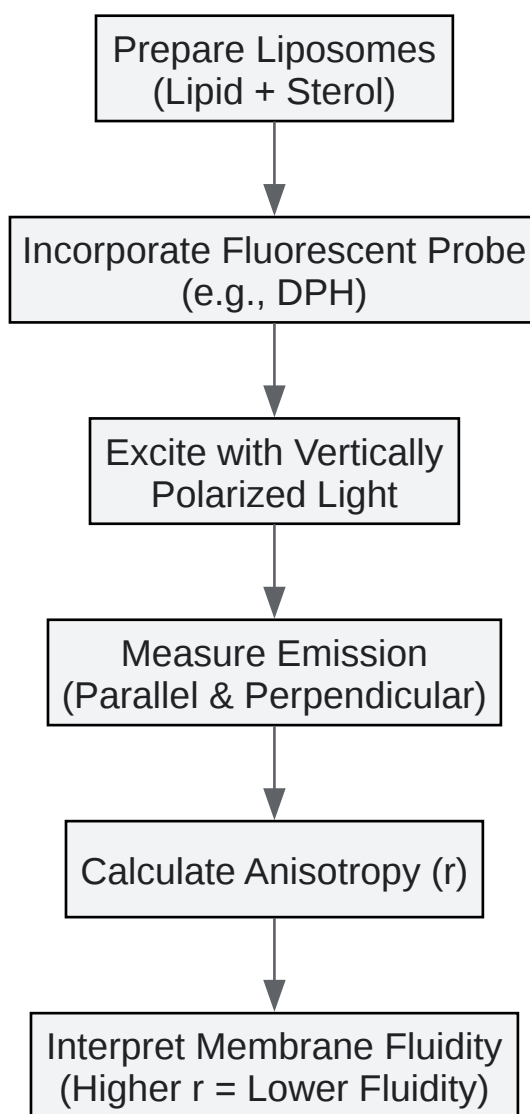 Prepare Liposomes
(Lipid + Sterol)
Incorporate Fluorescent Probe
(e.g., DPH)
Excite with Vertically
Polarized Light
Measure Emission
(Parallel & Perpendicular)
Calculate Anisotropy (r)
Interpret Membrane Fluidity
(Higher r = Lower Fluidity)